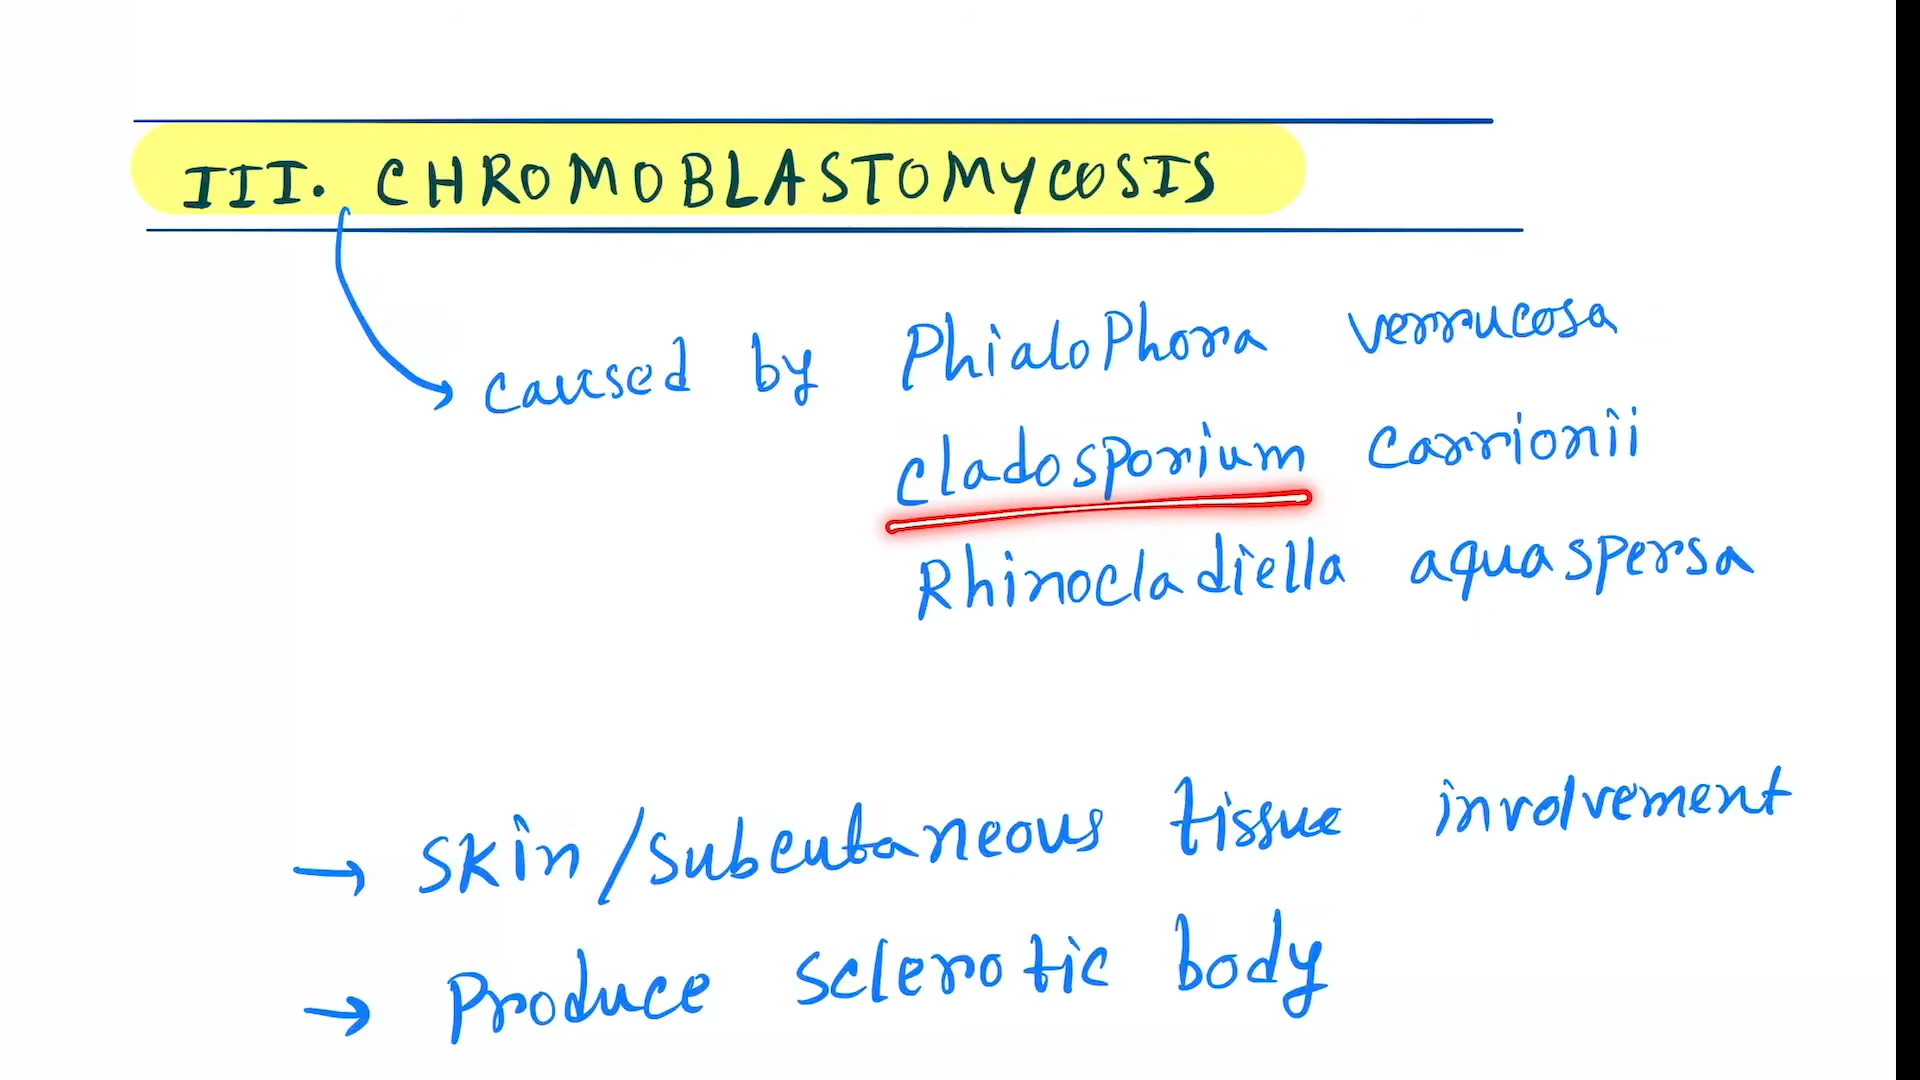 III. CHROMOBLASTOMYCOSIS
caused by Phialophora verrucosa
cladosporium carrionii
Rhinocladiella aquaspersa
→ Skin/subcutaneous tissue involvement
→ Produce sclerotic body